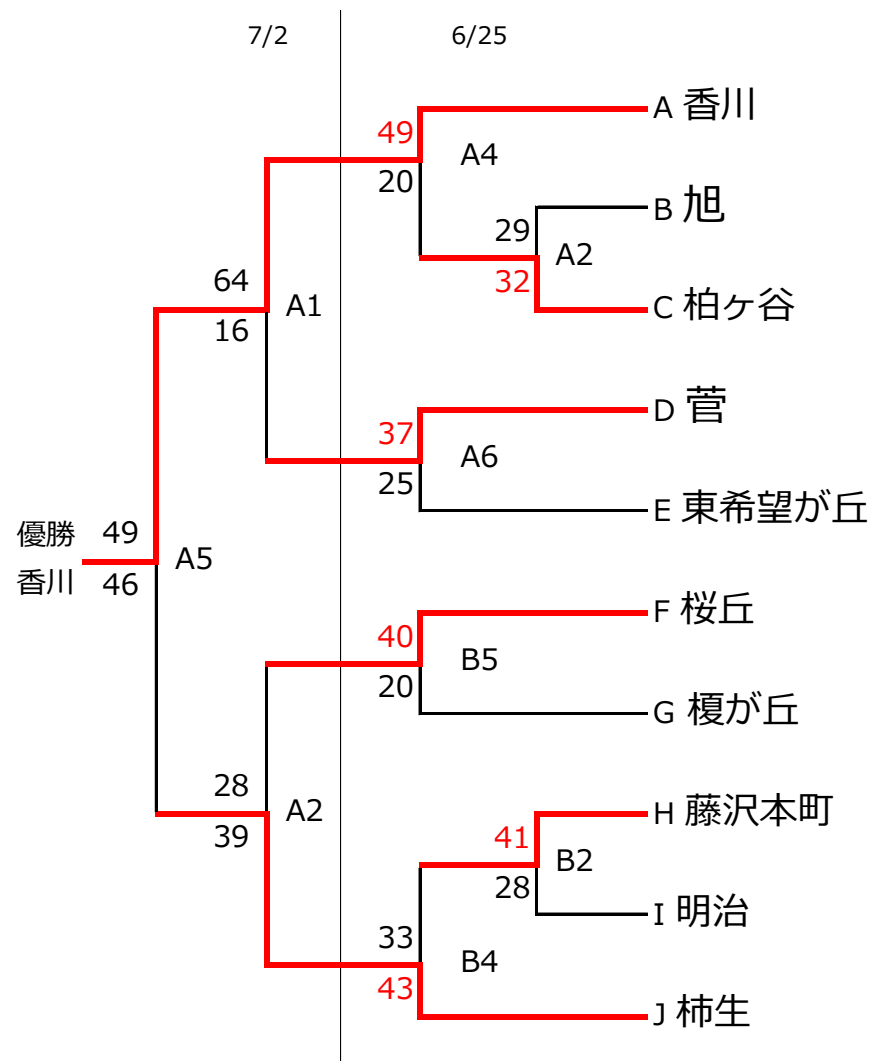 7/2 6/25
A 香川
49
A4
20
B 旭
29
A2
32
C 柏ヶ谷
64
A1
16
D 菅
37
A6
25
E 東希望が丘
優勝 49
A5
香川 46
F 桜丘
40
B5
20
G 榎が丘
28
A2
39
H 藤沢本町
41
B2
28
I 明治
33
B4
43
J 柿生